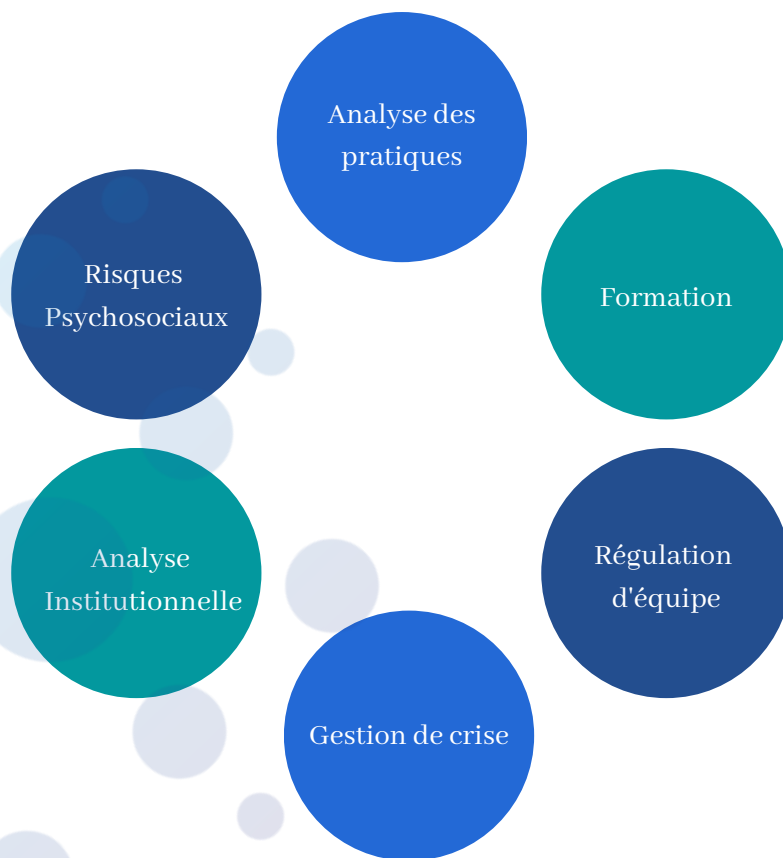 Analyse des
pratiques
Risques
Psychosociaux
Formation
Analyse
Institutionnelle
Régulation
d'équipe
Gestion de crise